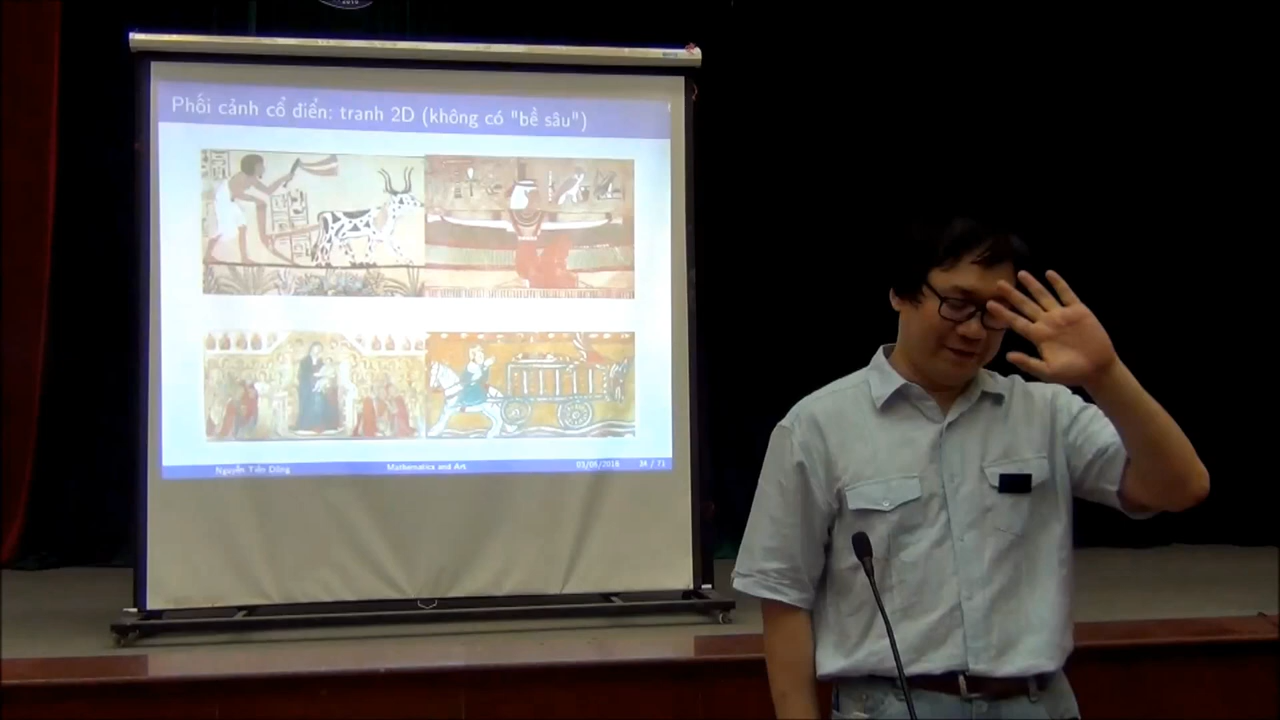 Phối cảnh cổ điển: tranh 2D (không có "bề sâu")
Nguyễn Tiến Dũng Mathematics and Art 03/06/2016 34 / 71